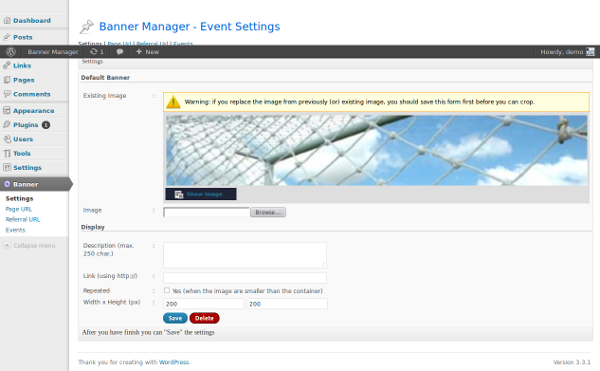 Dashboard
Posts
Banner Manager - Event Settings
Settings | Page Url | Referral Url | Events
Banner Manager 1 + New Howdy, demo
Links
Pages
Comments
Appearance
Plugins 1
Users
Tools
Settings
Banner
Settings
Page URL
Referral URL
Events
Collapse menu
Settings
Default Banner
Existing Image :
Warning: if you replace the image from previously (or) existing image, you should save this form first before you can crop.
Show Image
Image : Browse...
Display
Description (max. 250 char.) :
Link (using http://) :
Repeated : Yes (when the image are smaller than the container)
Width x Height (px) : 200 200
Save Delete
After you have finish you can "Save" the settings
Thank you for creating with WordPress. Version 3.3.1